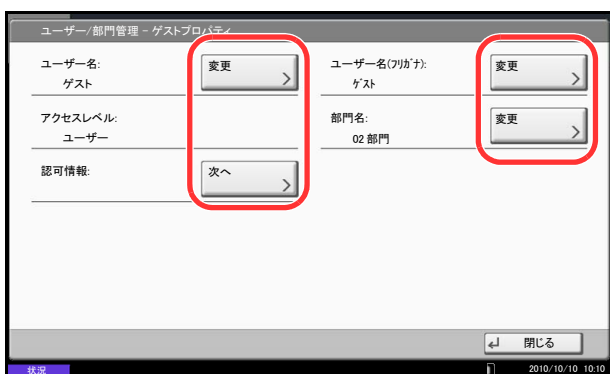 ユーザー/部門管理 - ゲストプロパティ
ユーザー名:
ゲスト
変更
ユーザー名(ﾌﾘｶﾞﾅ):
ｹﾞｽﾄ
変更
アクセスレベル:
ユーザー
部門名:
02 部門
変更
認可情報:
次へ
閉じる
状況
2010/10/10 10:10